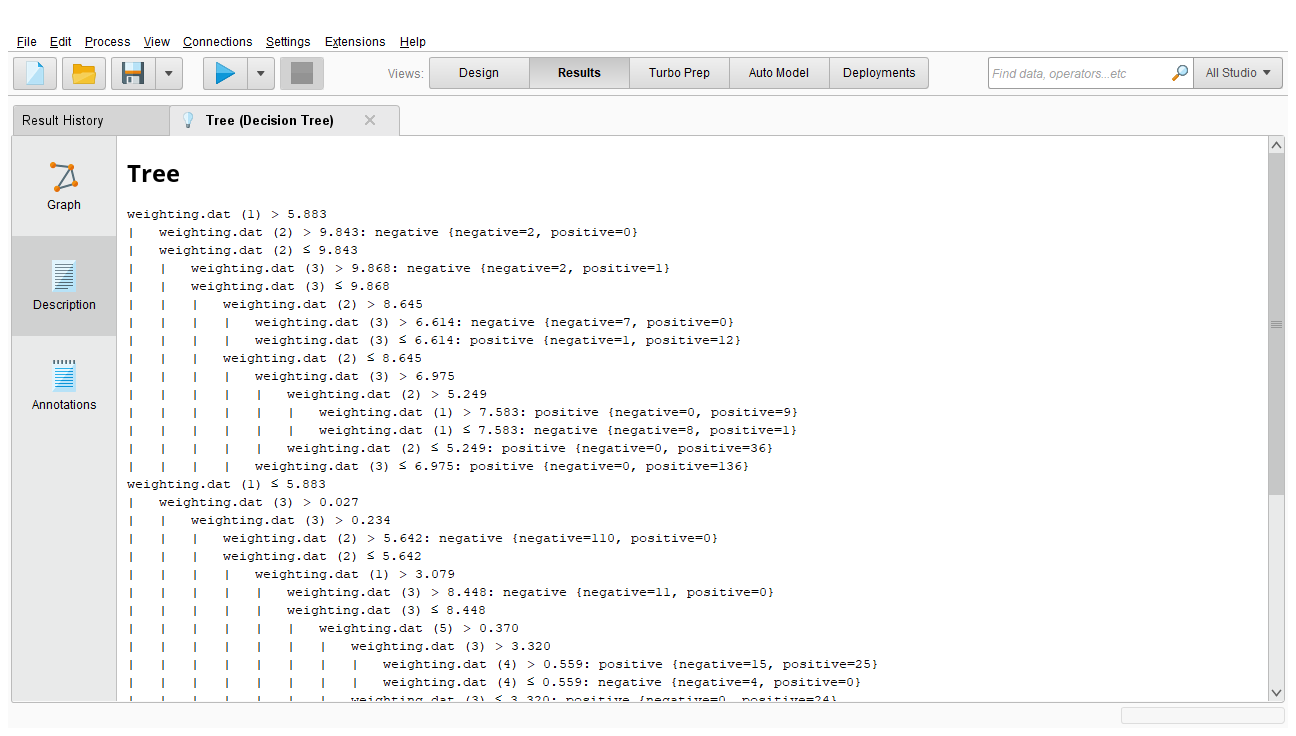 File Edit Process View Connections Settings Extensions Help
Views: Design Results Turbo Prep Auto Model Deployments Find data, operators...etc All Studio
Result History Tree (Decision Tree)
Graph
Description
Annotations
Tree
weighting.dat (1) > 5.883
| weighting.dat (2) > 9.843: negative {negative=2, positive=0}
| weighting.dat (2) ≤ 9.843
| | weighting.dat (3) > 9.868: negative {negative=2, positive=1}
| | weighting.dat (3) ≤ 9.868
| | | weighting.dat (2) > 8.645
| | | | weighting.dat (3) > 6.614: negative {negative=7, positive=0}
| | | | weighting.dat (3) ≤ 6.614: positive {negative=1, positive=12}
| | | weighting.dat (2) ≤ 8.645
| | | | weighting.dat (3) > 6.975
| | | | | weighting.dat (2) > 5.249
| | | | | | weighting.dat (1) > 7.583: positive {negative=0, positive=9}
| | | | | | weighting.dat (1) ≤ 7.583: negative {negative=8, positive=1}
| | | | | weighting.dat (2) ≤ 5.249: positive {negative=0, positive=36}
| | | | weighting.dat (3) ≤ 6.975: positive {negative=0, positive=136}
weighting.dat (1) ≤ 5.883
| weighting.dat (3) > 0.027
| | weighting.dat (3) > 0.234
| | | weighting.dat (2) > 5.642: negative {negative=110, positive=0}
| | | weighting.dat (2) ≤ 5.642
| | | | weighting.dat (1) > 3.079
| | | | | weighting.dat (3) > 8.448: negative {negative=11, positive=0}
| | | | | weighting.dat (3) ≤ 8.448
| | | | | | weighting.dat (5) > 0.370
| | | | | | | weighting.dat (3) > 3.320
| | | | | | | | weighting.dat (4) > 0.559: positive {negative=15, positive=25}
| | | | | | | | weighting.dat (4) ≤ 0.559: negative {negative=4, positive=0}
| | | | | | | weighting.dat (3) ≤ 3.320: positive {negative=0, positive=24}